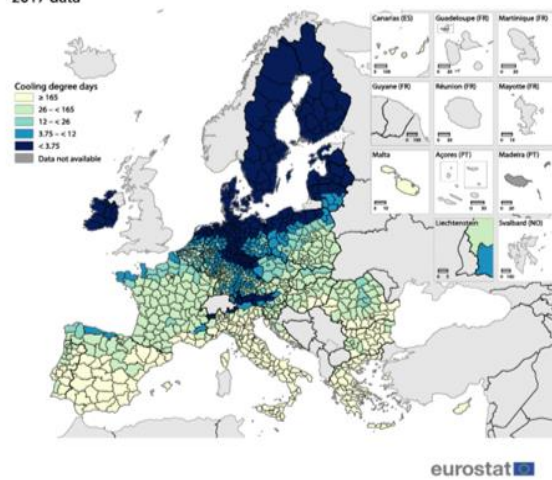 2017 data
Canarias (ES)
Guadeloupe (FR)
Martinique (FR)
Cooling degree days
≥ 165
26 – < 165
12 – < 26
3.75 – < 12
< 3.75
Data not available
Guyane (FR)
Réunion (FR)
Mayotte (FR)
Malta
Açores (PT)
Madeira (PT)
Liechtenstein
Svalbard (NO)
eurostat